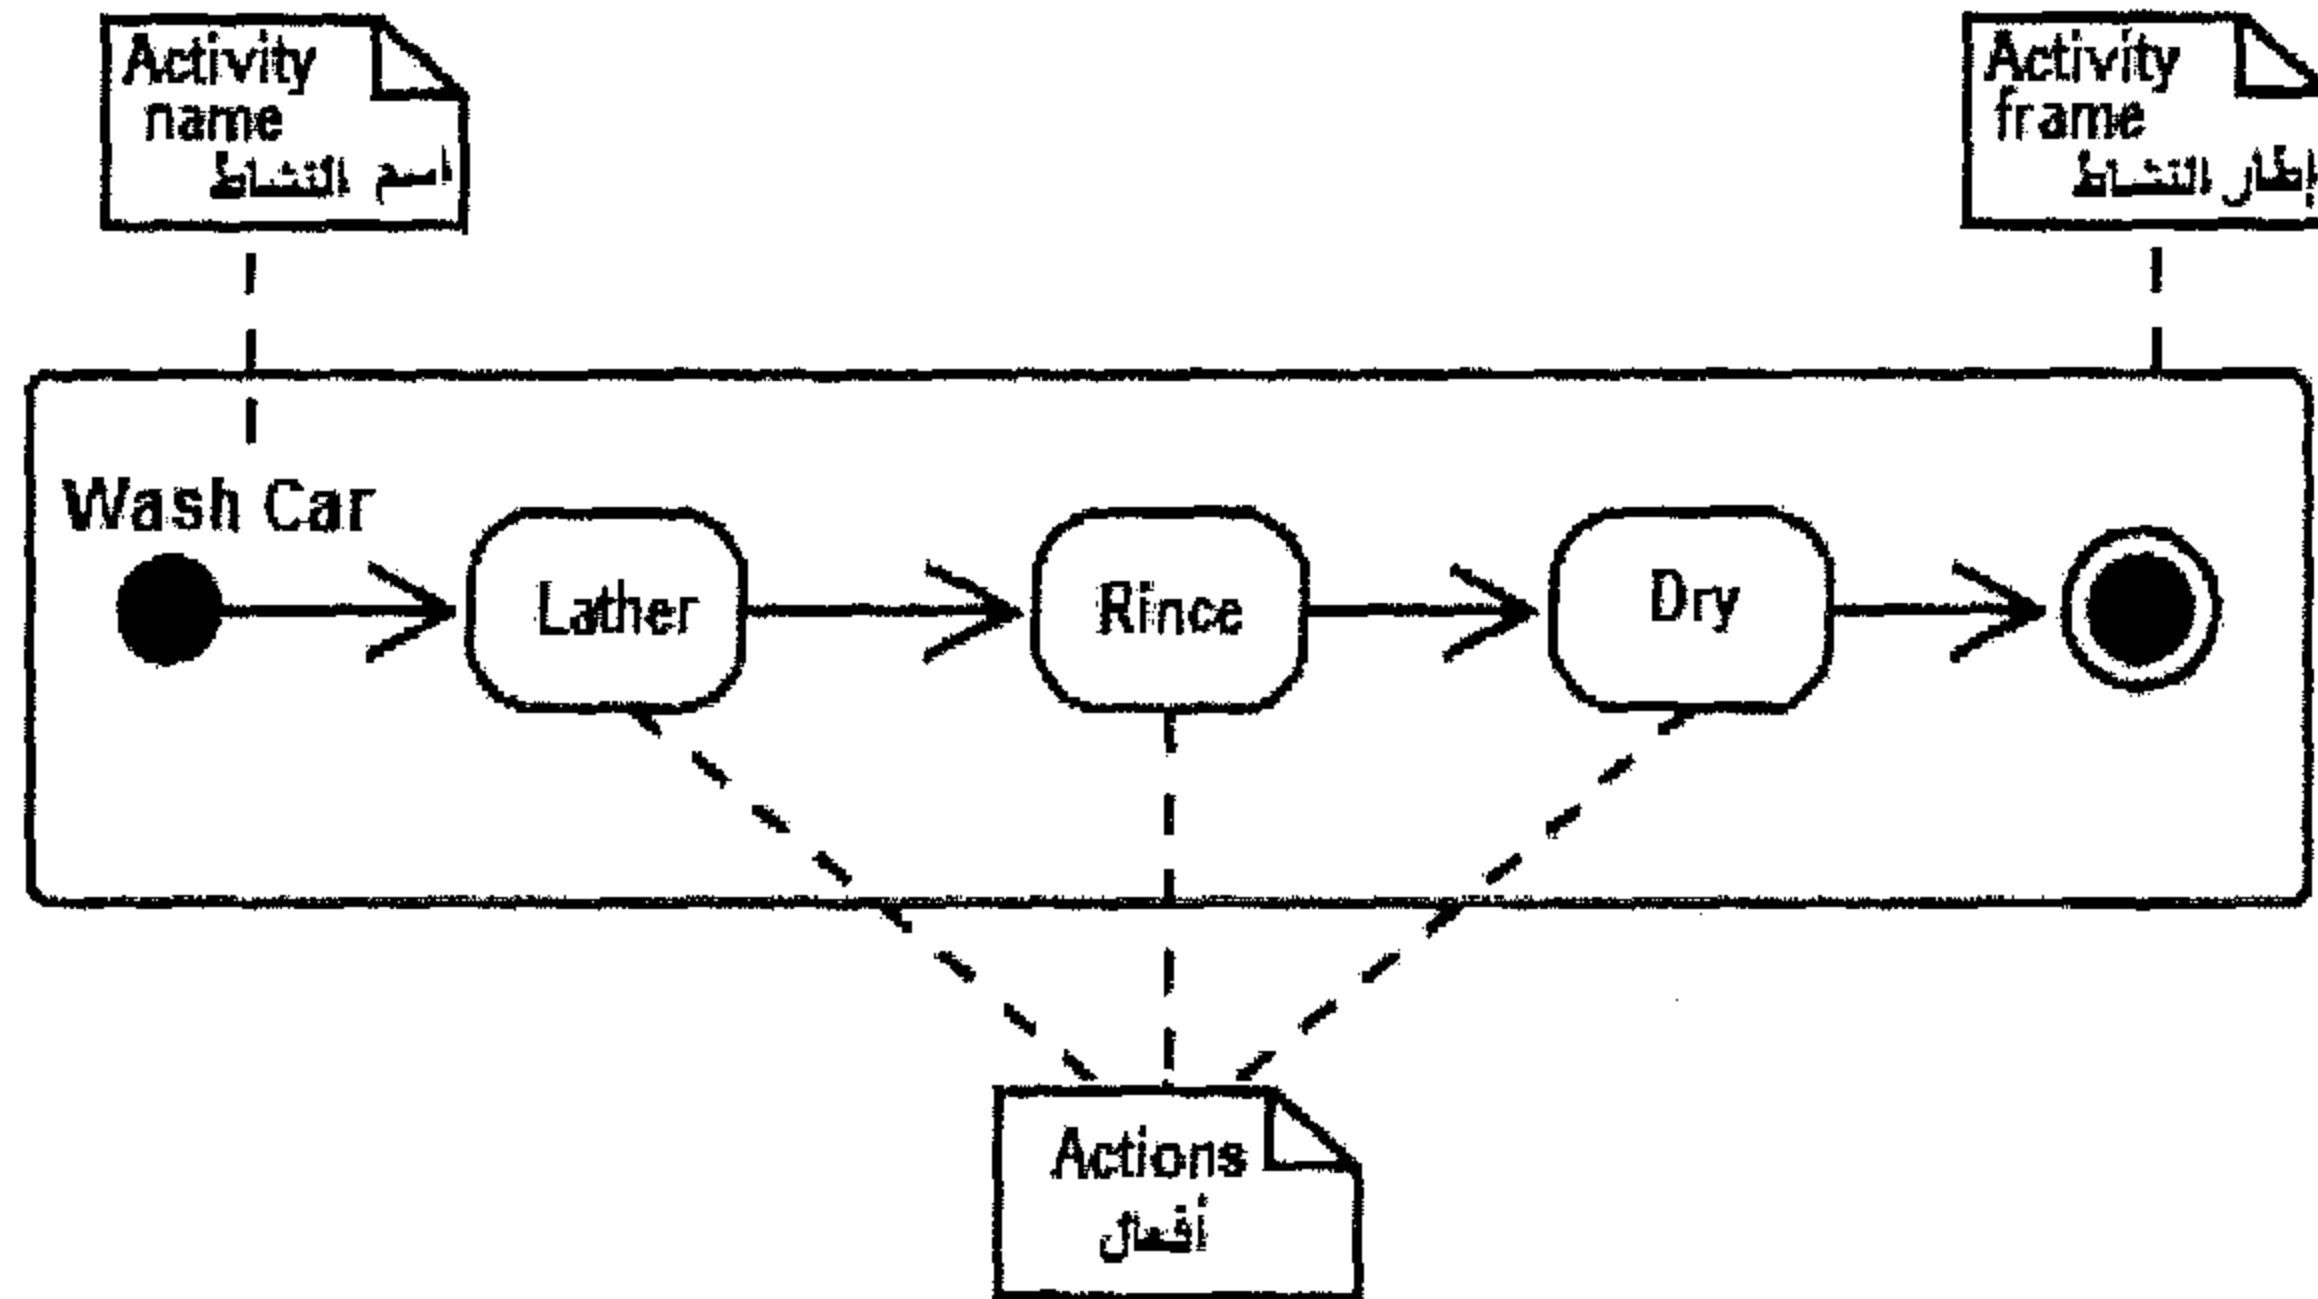 Activity
name
اسم النشاط
Activity
frame
إطار النشاط
Wash Car
Lather
Rince
Dry
Actions
أفعال